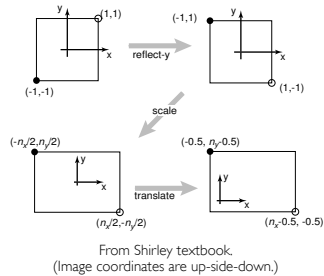 y
(1,1)
x
(-1,-1)
reflect-y
(-1,1)
y
x
(1,-1)
scale
(-nx/2,ny/2)
y
x
(nx/2,-ny/2)
translate
(-0.5, ny-0.5)
y
x
(nx-0.5, -0.5)
From Shirley textbook.
(Image coordinates are up-side-down.)